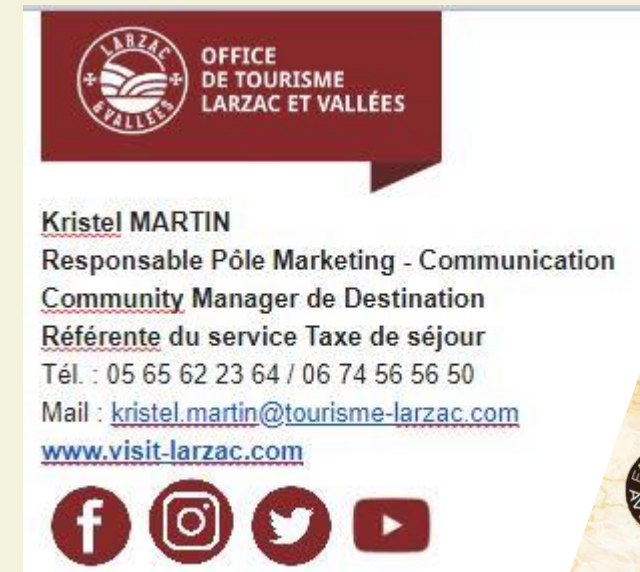 LARZAC
& VALLÉES
OFFICE
DE TOURISME
LARZAC ET VALLÉES
Kristel MARTIN
Responsable Pôle Marketing - Communication
Community Manager de Destination
Référente du service Taxe de séjour
Tél. : 05 65 62 23 64 / 06 74 56 56 50
Mail : kristel.martin@tourisme-larzac.com
www.visit-larzac.com